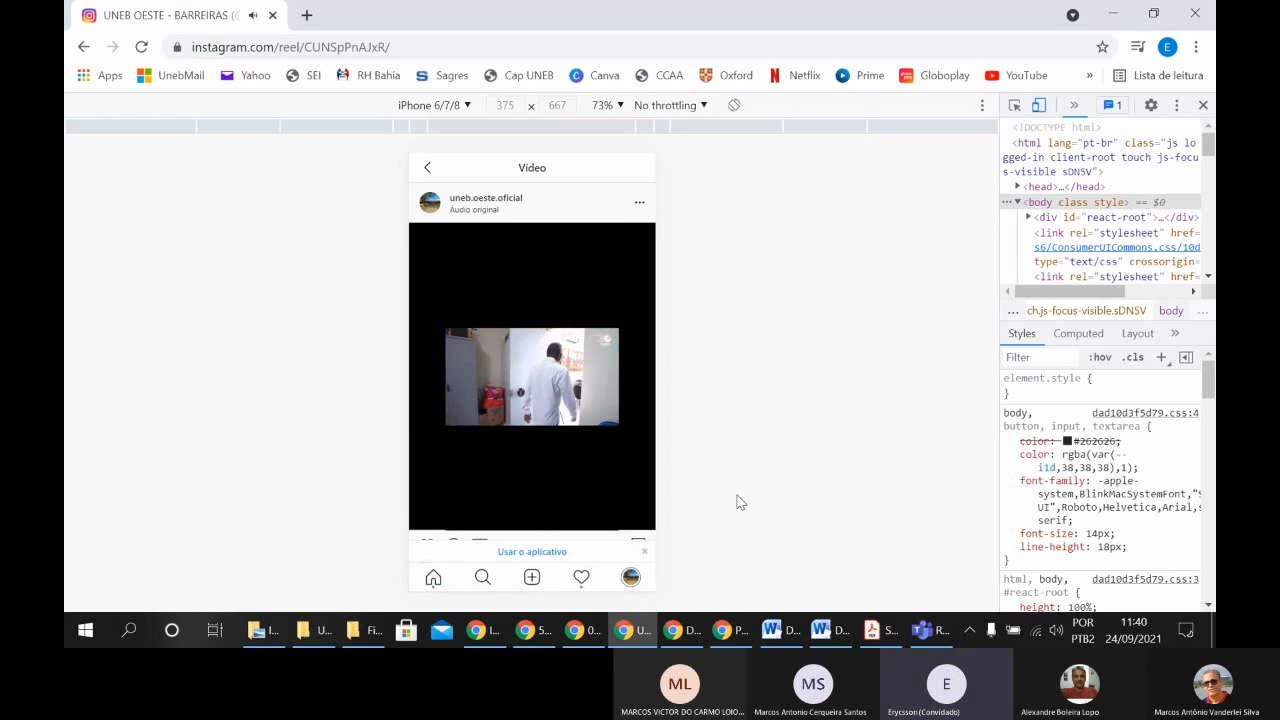 UNEB OESTE - BARREIRAS (
instagram.com/reel/CUNSpPnAJxR/
E
Apps UnebMail Yahoo SEI RH Bahia Sagres Cap UNEB Canva CCAA Oxford Netflix Prime Globoplay YouTube » Lista de leitura
iPhone 6/7/8 ▼ 375 x 667 73% ▼ No throttling ▼
» 1
<!DOCTYPE html>
<html lang="pt-br" class="js lo
gged-in client-root touch js-focu
s-visible sDN5V">
<head>…</head>
<body class style> == $0
<div id="react-root">…</div>
<link rel="stylesheet" href=
s6/ConsumerUICommons.css/10d
type="text/css" crossorigin=
<link rel="stylesheet" href=
... ch.js-focus-visible.sDN5V body ...
Styles Computed Layout »
Filter :hov .cls +
element.style {
}
body, dad10d3f5d79.css:4
button, input, textarea {
color: #262626;
color: rgba(var(--
i1d,38,38,38),1);
font-family: -apple-
system,BlinkMacSystemFont,"S
UI",Roboto,Helvetica,Arial,s
serif;
font-size: 14px;
line-height: 18px;
}
html, body, dad10d3f5d79.css:3
#react-root {
height: 100%;
Vídeo
uneb.oeste.oficial
Áudio original
Usar o aplicativo
I... U... Fi... I... 5... 0... U... D... P... D... D... S... R...
POR
PTB2
11:40
24/09/2021
ML
MARCOS VICTOR DO CARMO LOIO...
MS
Marcos Antonio Cerqueira Santos
E
Erycsson (Convidado)
Alexandre Boleira Lopo
Marcos Antônio Vanderlei Silva